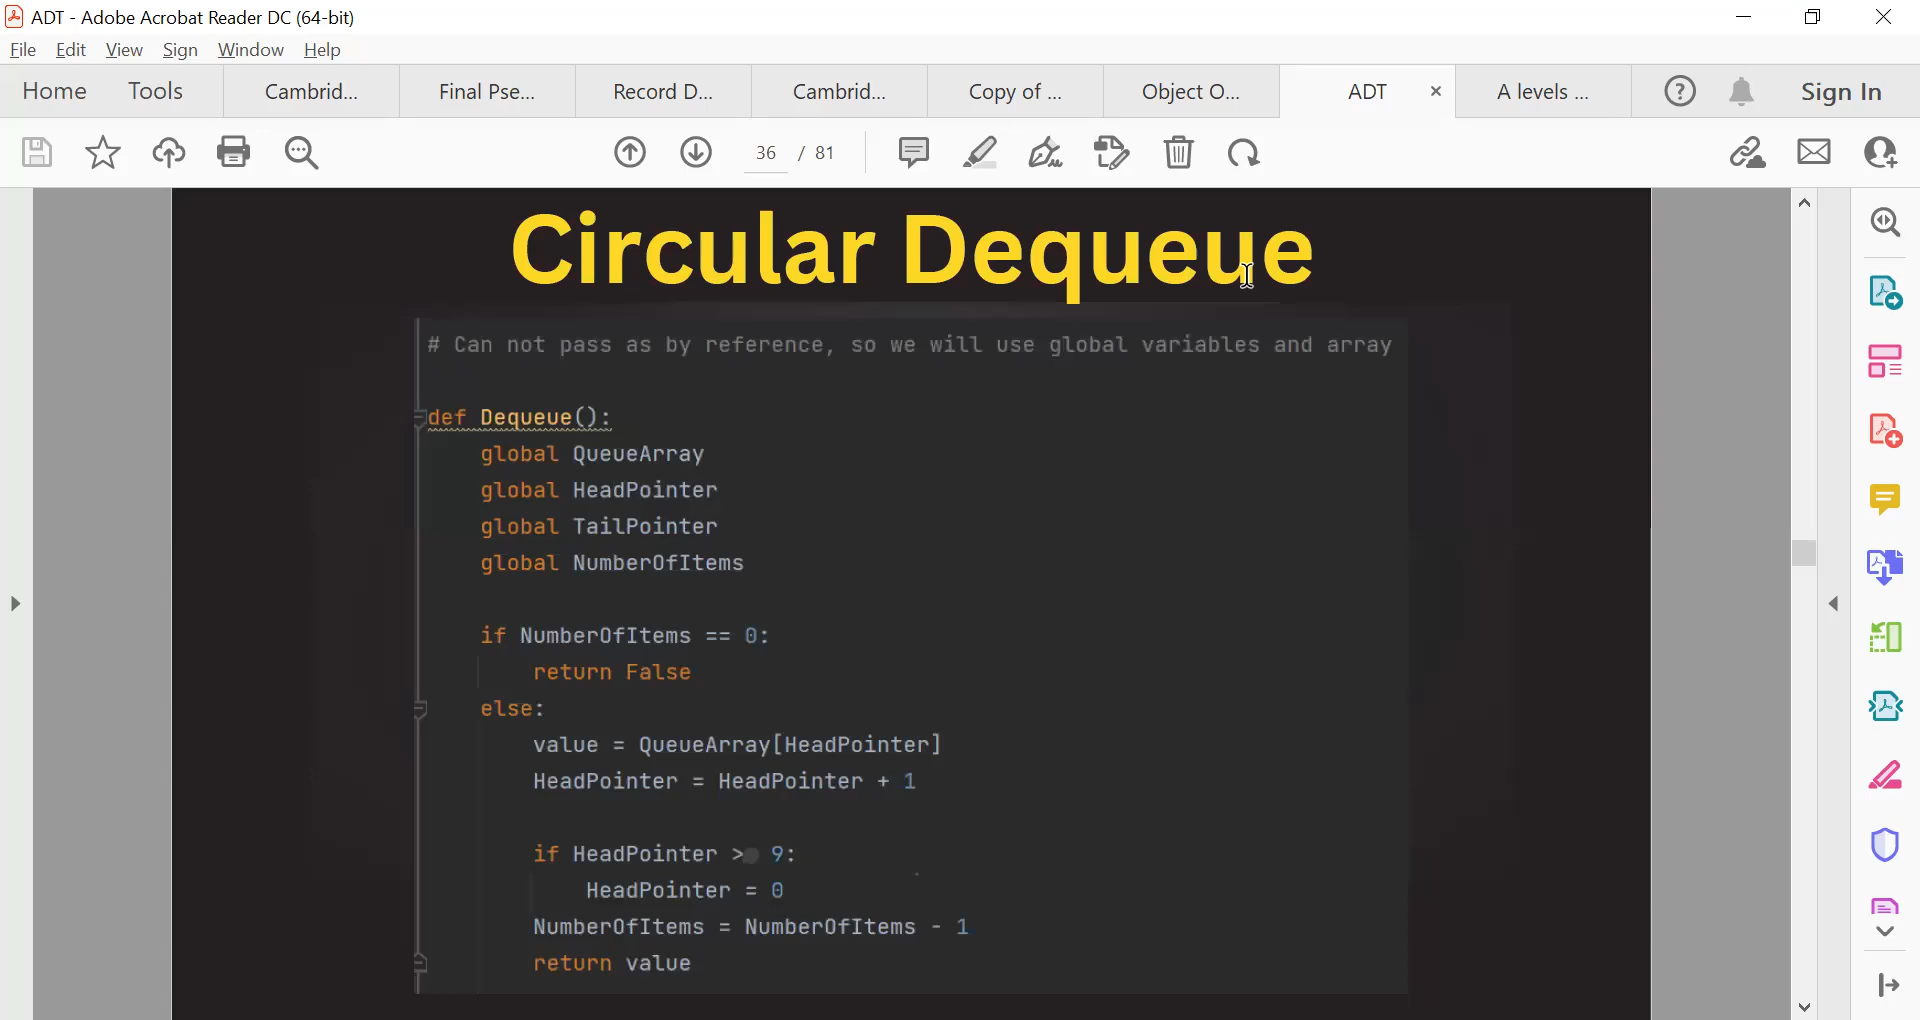 ADT - Adobe Acrobat Reader DC (64-bit)
File Edit View Sign Window Help
Home Tools Cambrid... Final Pse... Record D... Cambrid... Copy of ... Object O... ADT × A levels ... Sign In
36 / 81
Circular Dequeue
# Can not pass as by reference, so we will use global variables and array
def Dequeue():
global QueueArray
global HeadPointer
global TailPointer
global NumberOfItems
if NumberOfItems == 0:
return False
else:
value = QueueArray[HeadPointer]
HeadPointer = HeadPointer + 1
if HeadPointer > 9:
HeadPointer = 0
NumberOfItems = NumberOfItems - 1
return value